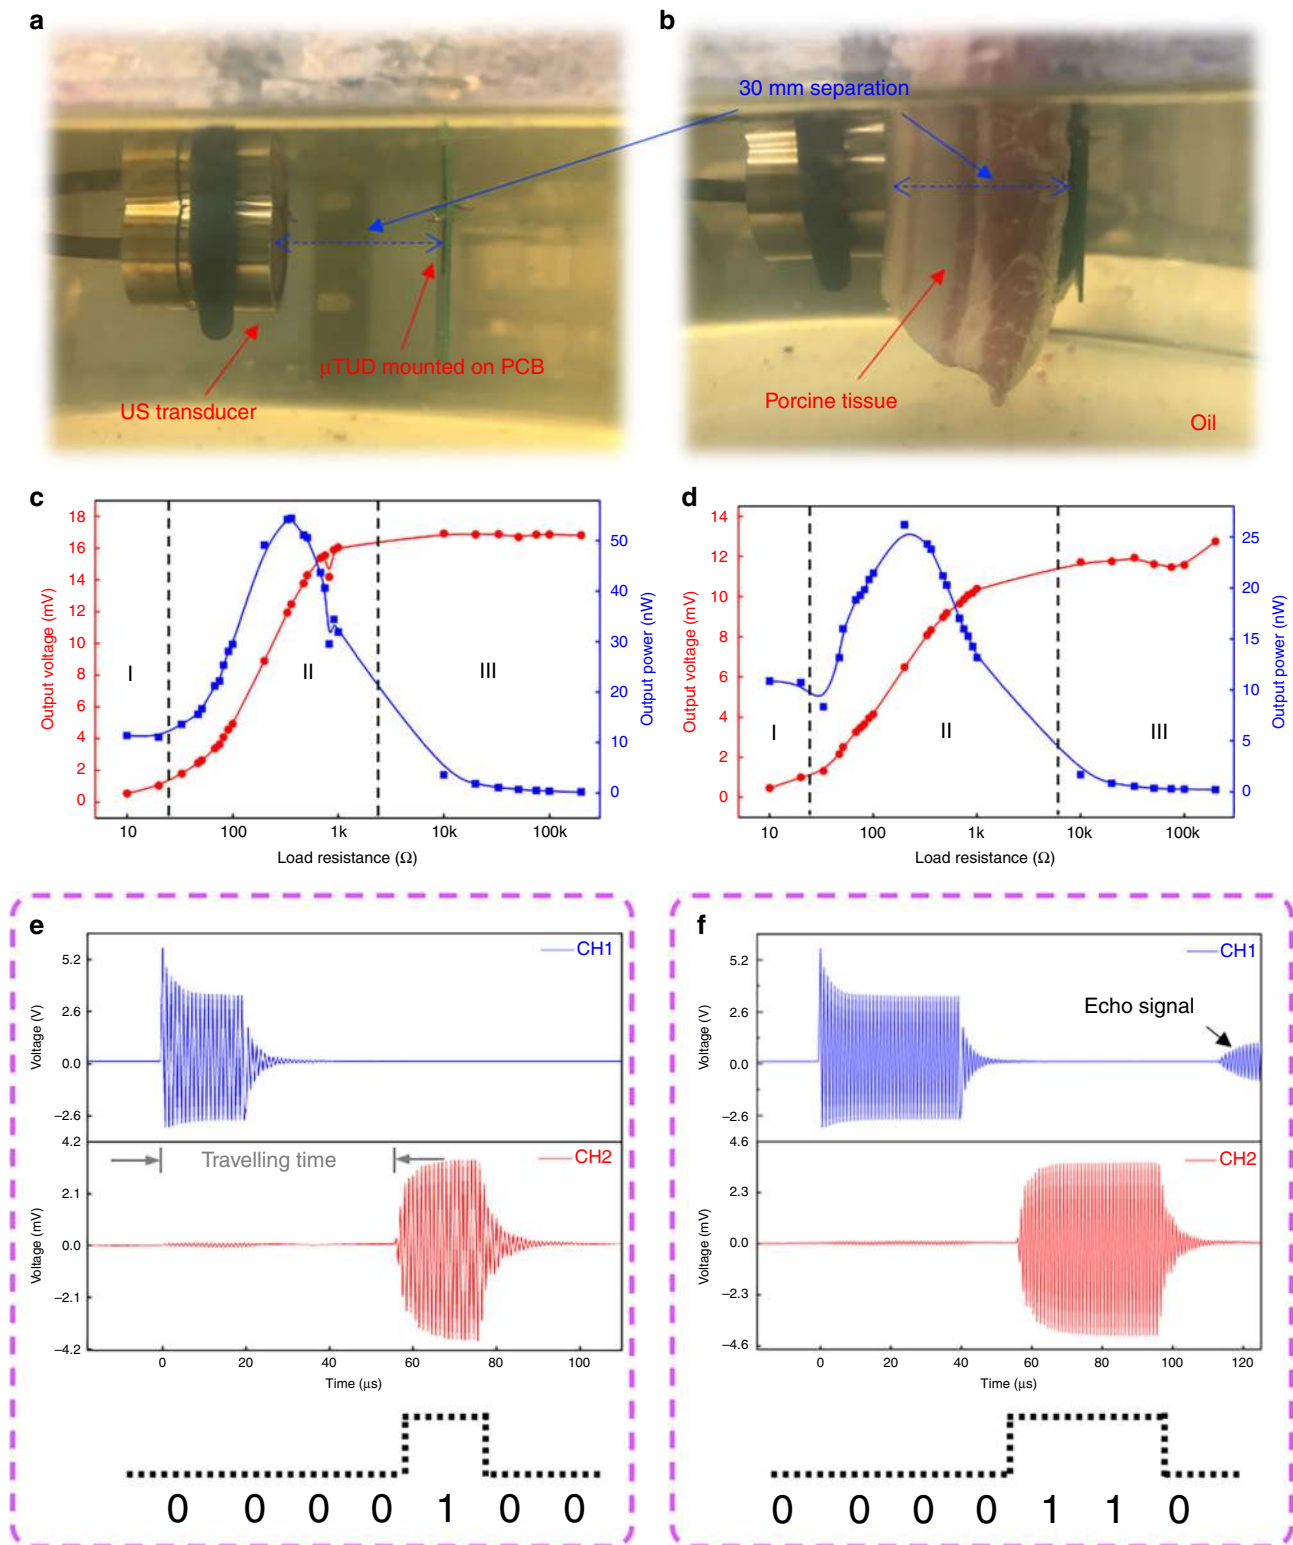 a
b
30 mm separation
μTUD mounted on PCB
US transducer
Porcine tissue
Oil
c
Output voltage (mV)
18
16
14
12
10
8
6
4
2
0
I
II
III
50
40
30
20
10
0
Output power (nW)
10
100
1k
10k
100k
Load resistance (Ω)
d
Output voltage (mV)
14
12
10
8
6
4
2
0
I
II
III
25
20
15
10
5
0
Output power (nW)
10
100
1k
10k
100k
Load resistance (Ω)
e
CH1
Voltage (V)
5.2
2.6
0.0
−2.6
4.2
Travelling time
CH2
Voltage (mV)
2.1
0.0
−2.1
−4.2
0
20
40
60
80
100
Time (μs)
0 0 0 0 1 0 0
f
CH1
Echo signal
Voltage (V)
5.2
2.6
0.0
−2.6
4.6
CH2
Voltage (mV)
2.3
0.0
−2.3
−4.6
0
20
40
60
80
100
120
Time (μs)
0 0 0 0 1 1 0